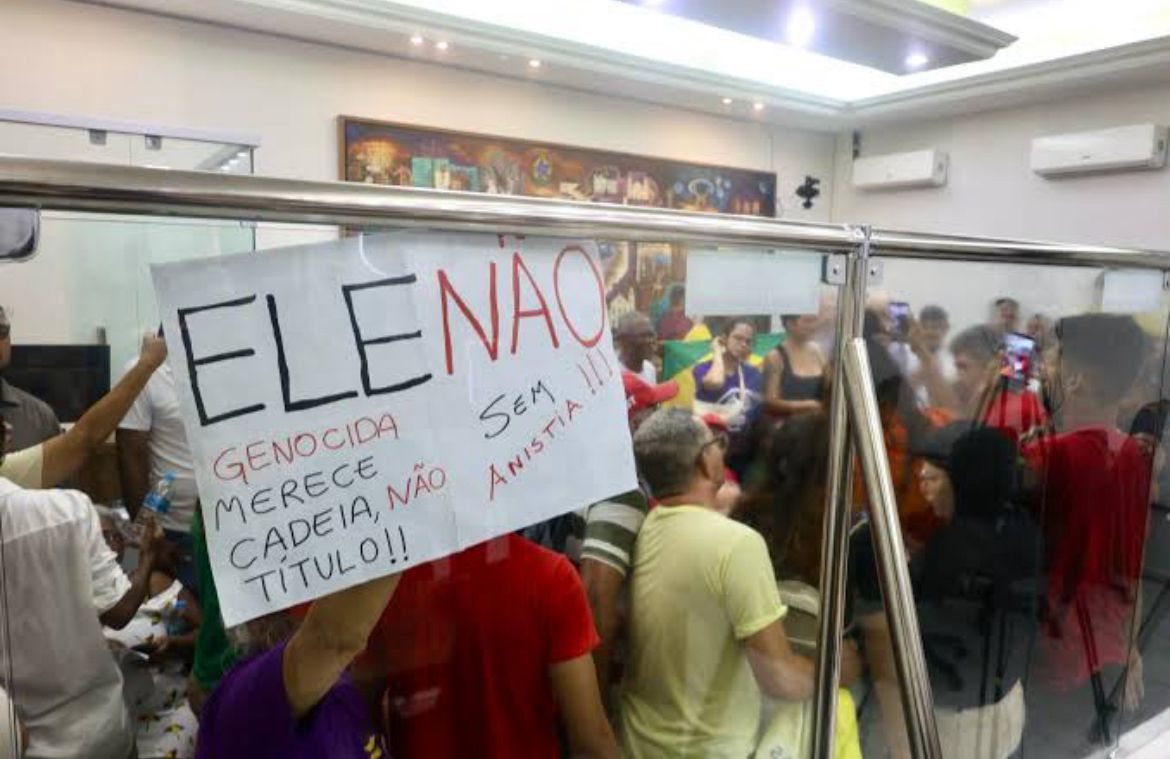 ELE NÃO
GENOCIDA
MERECE
CADEIA, NÃO
TÍTULO!!
SEM
ANISTIA!!!